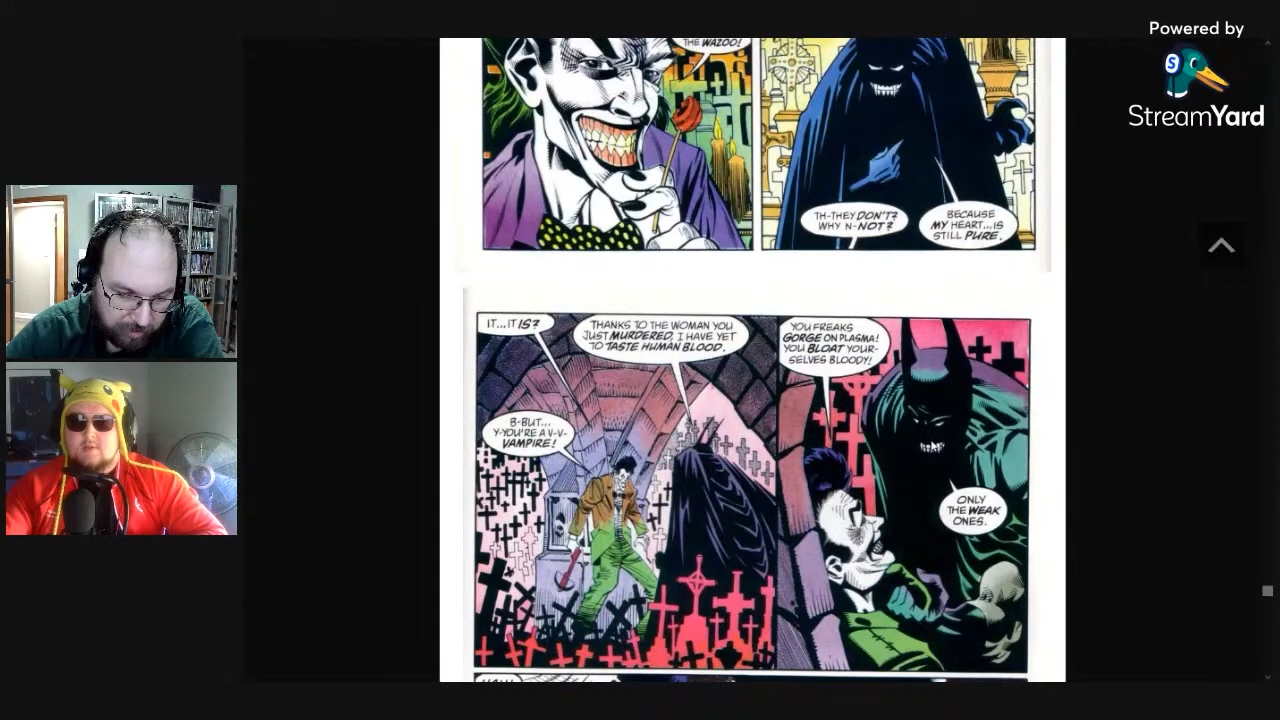 Powered by
StreamYard
S
THE WAZOO!
TH-THEY DON'T?
WHY N-NOT?
BECAUSE
MY HEART...IS
STILL PURE.
IT...IT IS?
THANKS TO THE WOMAN YOU
JUST MURDERED, I HAVE YET
TO TASTE HUMAN BLOOD.
B-BUT...
Y-YOU'RE A V-V-
VAMPIRE!
YOU FREAKS
GORGE ON PLASMA!
YOU BLOAT YOUR-
SELVES BLOODY!
ONLY
THE WEAK
ONES.